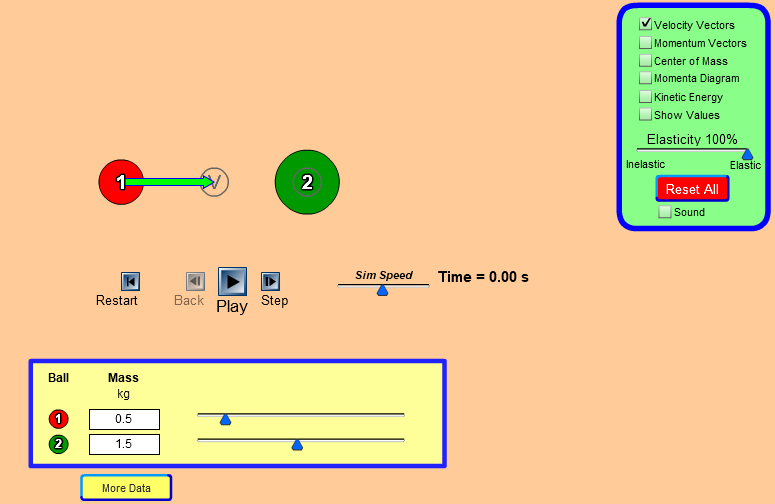 Velocity Vectors
Momentum Vectors
Center of Mass
Momenta Diagram
Kinetic Energy
Show Values
Elasticity 100%
Inelastic Elastic
Reset All
Sound
1 V 2
Restart Back Play Step
Sim Speed
Time = 0.00 s
Ball Mass
kg
1 0.5
2 1.5
More Data